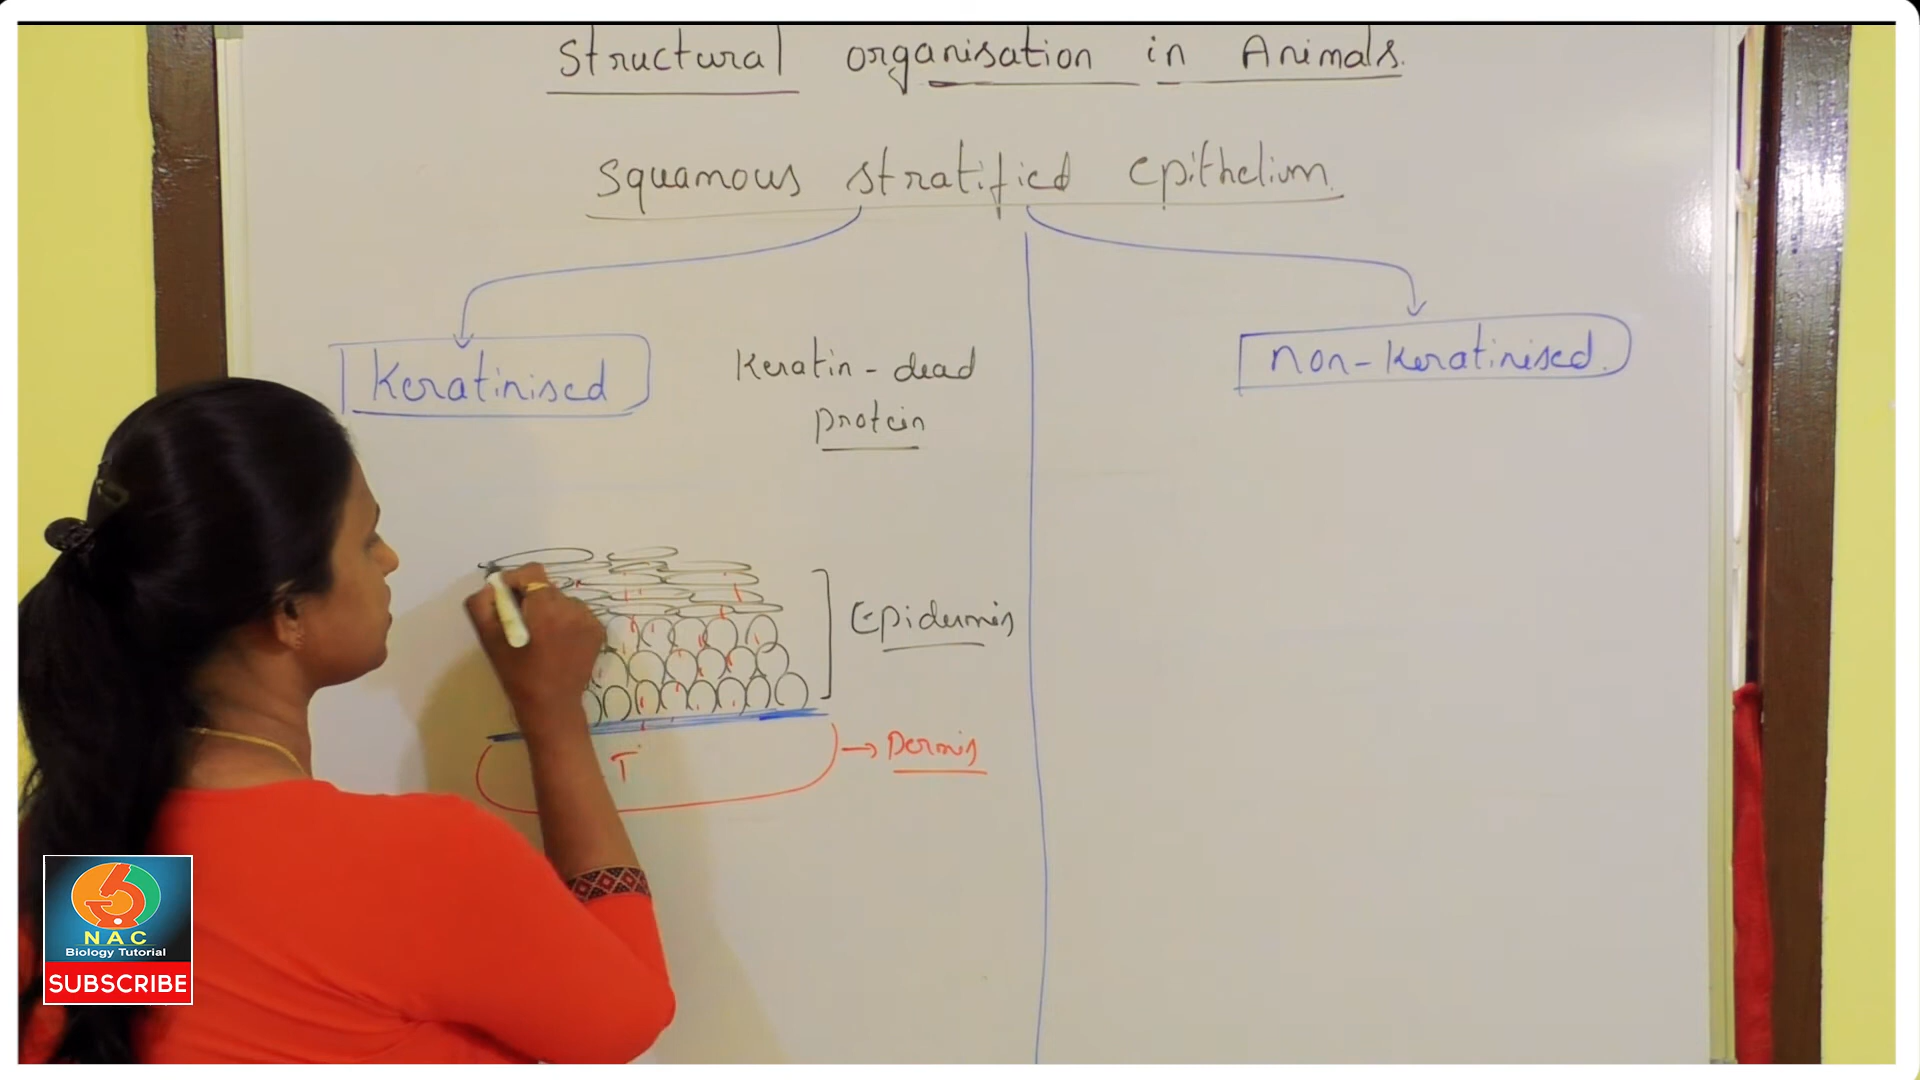 Structural organisation in Animals.
Squamous stratified Epithelium.
Keratinised
Keratin - dead
protein
non-Keratinised.
Epidermis
T
→ Dermis
NAC
Biology Tutorial
SUBSCRIBE